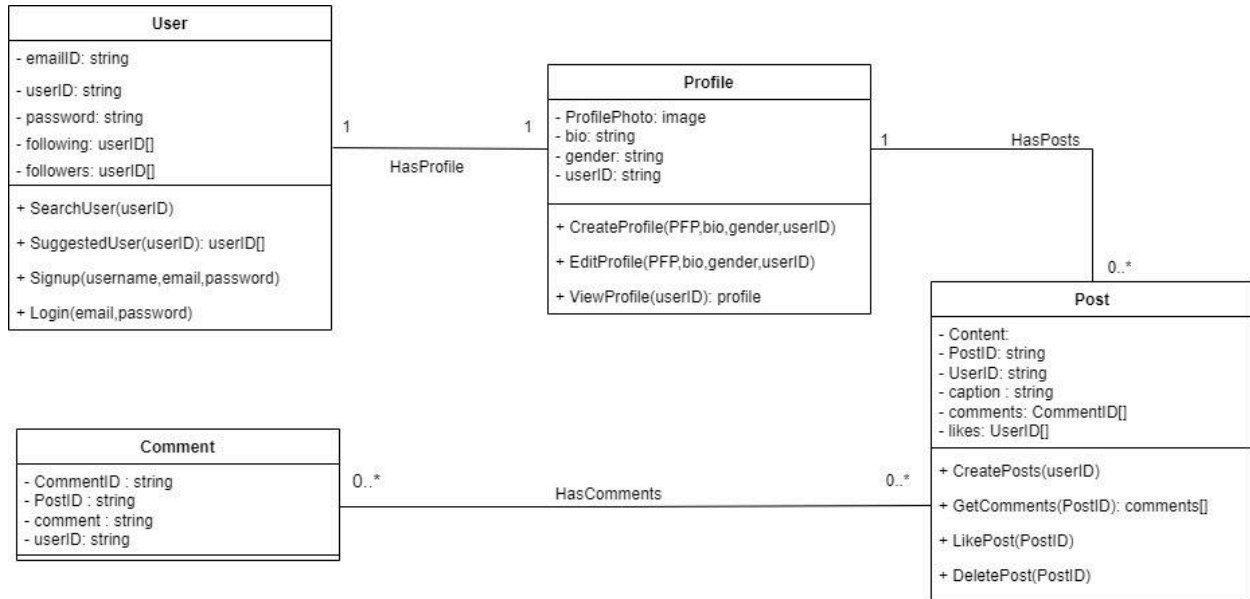 User
- emailID: string
- userID: string
- password: string
- following: userID[]
- followers: userID[]
+ SearchUser(userID)
+ SuggestedUser(userID): userID[]
+ Signup(username,email,password)
+ Login(email,password)
1
HasProfile
1
Profile
- ProfilePhoto: image
- bio: string
- gender: string
- userID: string
+ CreateProfile(PFP,bio,gender,userID)
+ EditProfile(PFP,bio,gender,userID)
+ ViewProfile(userID): profile
1
HasPosts
0..*
Post
- Content:
- PostID: string
- UserID: string
- caption : string
- comments: CommentID[]
- likes: UserID[]
+ CreatePosts(userID)
+ GetComments(PostID): comments[]
+ LikePost(PostID)
+ DeletePost(PostID)
Comment
- CommentID : string
- PostID : string
- comment : string
- userID: string
0..*
HasComments
0..*